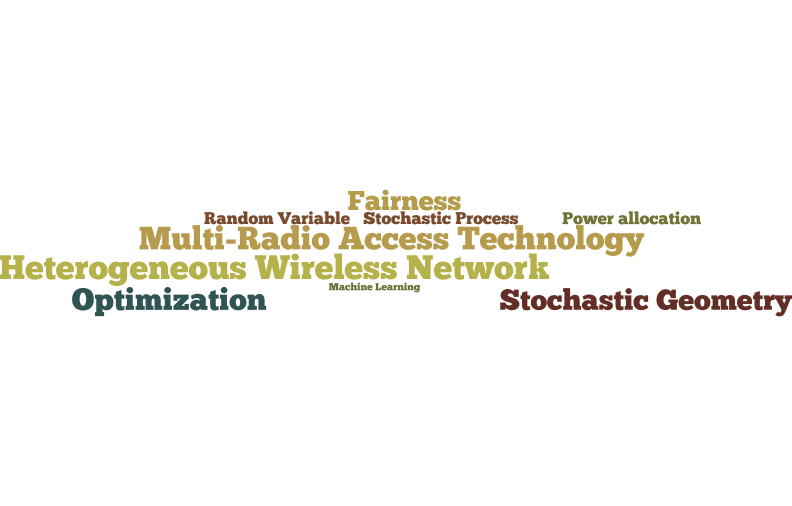 Fairness
Random Variable Stochastic Process Power allocation
Multi-Radio Access Technology
Heterogeneous Wireless Network
Machine Learning
Optimization Stochastic Geometry